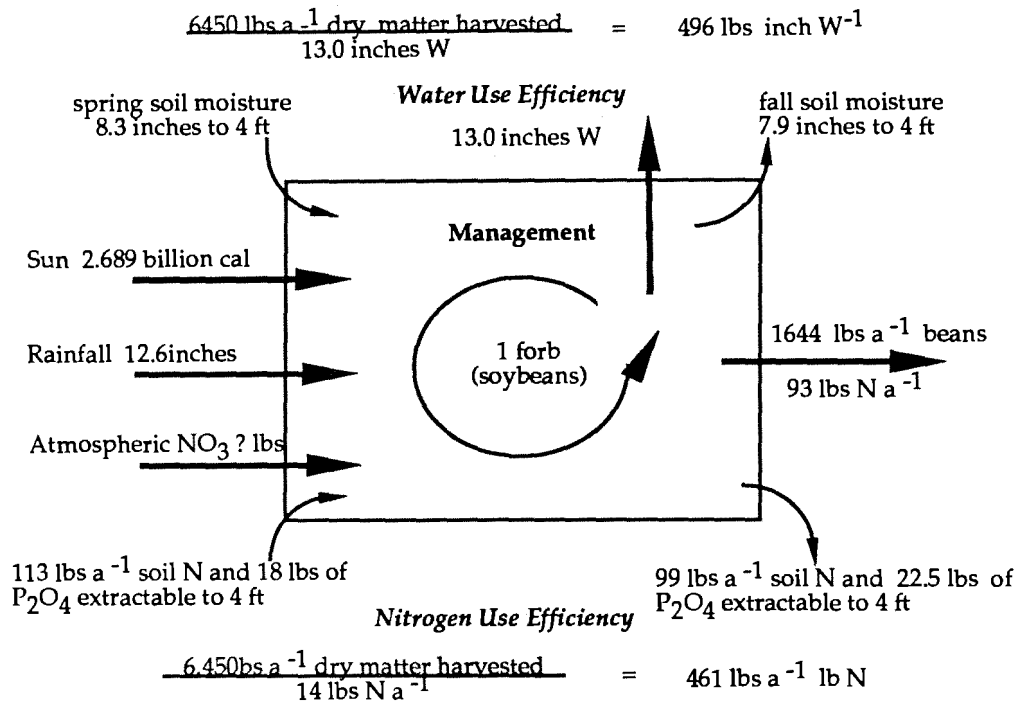 6450 lbs a -1 dry matter harvested
13.0 inches W
= 496 lbs inch W-1
Water Use Efficiency
spring soil moisture
8.3 inches to 4 ft
13.0 inches W
fall soil moisture
7.9 inches to 4 ft
Management
Sun 2.689 billion cal
Rainfall 12.6inches
1 forb
(soybeans)
1644 lbs a -1 beans
93 lbs N a -1
Atmospheric NO3 ? lbs
113 lbs a -1 soil N and 18 lbs of
P2O4 extractable to 4 ft
99 lbs a -1 soil N and 22.5 lbs of
P2O4 extractable to 4 ft
Nitrogen Use Efficiency
6.450bs a -1 dry matter harvested
14 lbs N a -1
= 461 lbs a -1 lb N